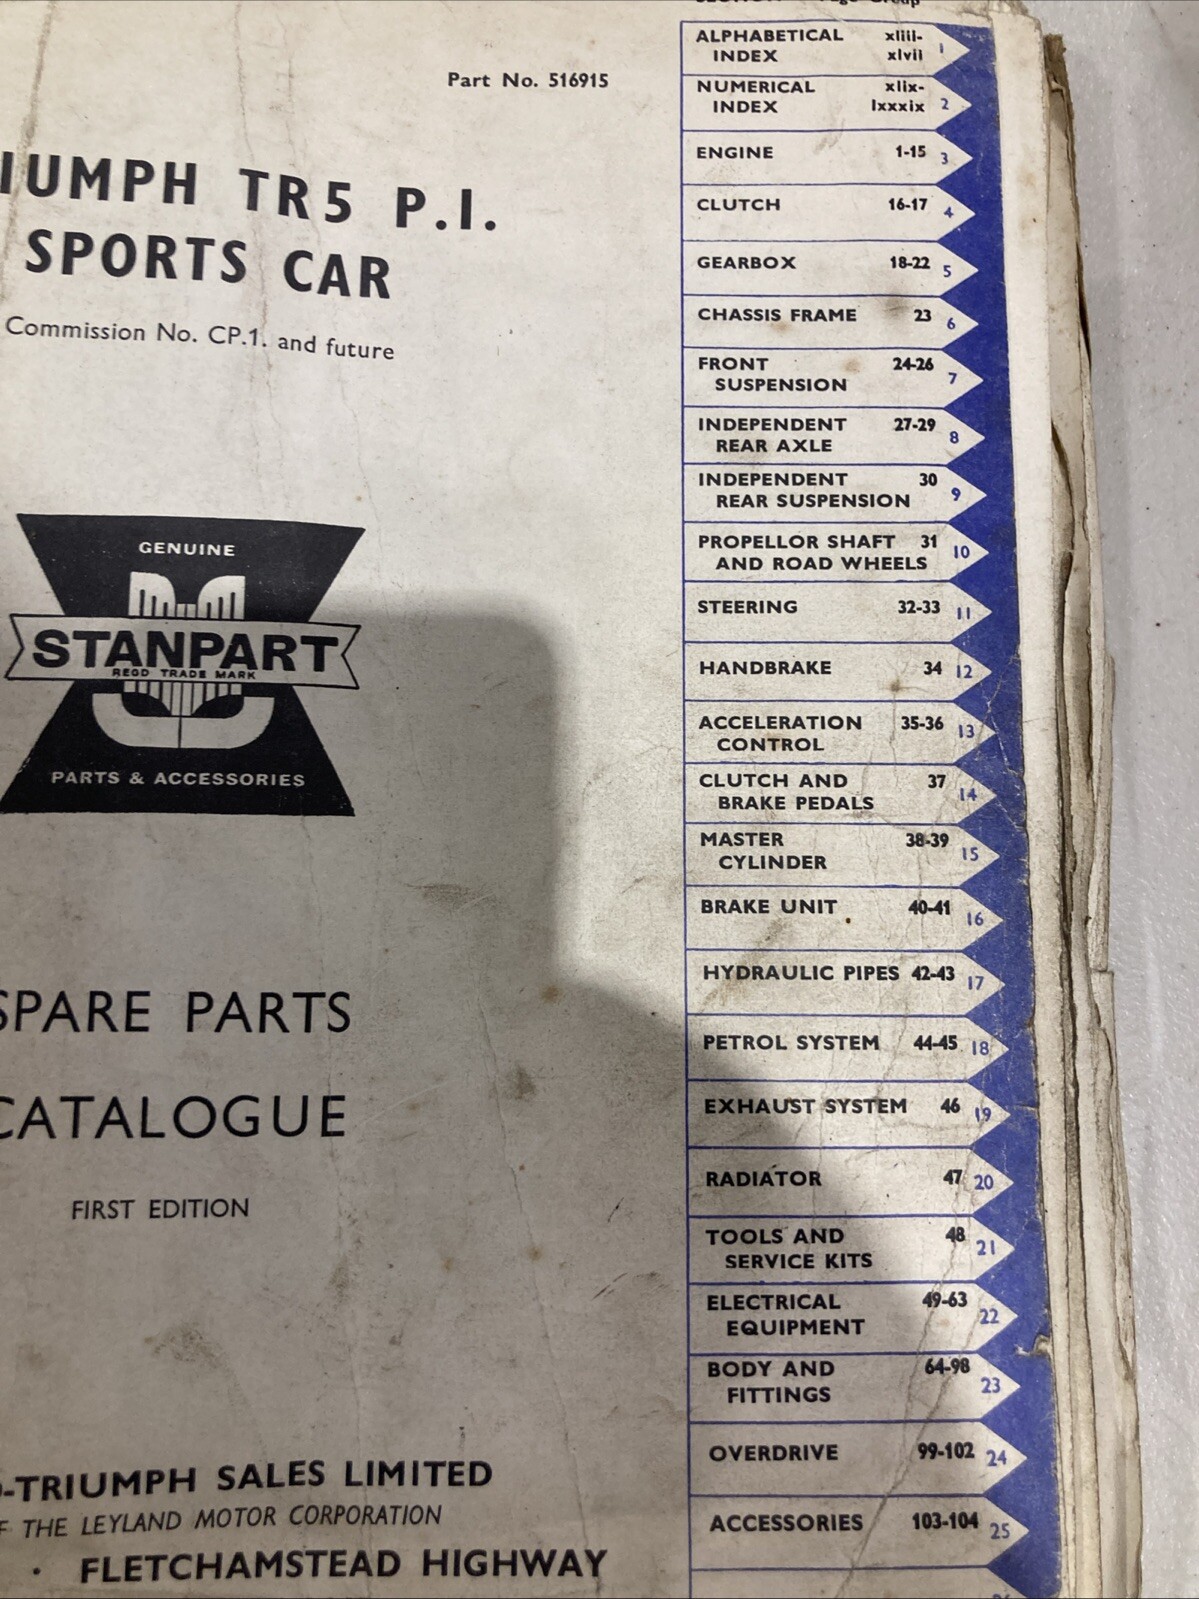 Part No. 516915
IUMPH TR5 P.I.
SPORTS CAR
Commission No. CP.1. and future
GENUINE
STANPART
REGD TRADE MARK
PARTS & ACCESSORIES
SPARE PARTS
CATALOGUE
FIRST EDITION
-TRIUMPH SALES LIMITED
F THE LEYLAND MOTOR CORPORATION
• FLETCHAMSTEAD HIGHWAY
ALPHABETICAL xliii-
INDEX xlvii 1
NUMERICAL xlix-
INDEX lxxxix 2
ENGINE 1-15 3
CLUTCH 16-17 4
GEARBOX 18-22 5
CHASSIS FRAME 23 6
FRONT 24-26
SUSPENSION 7
INDEPENDENT 27-29
REAR AXLE 8
INDEPENDENT 30
REAR SUSPENSION 9
PROPELLOR SHAFT 31
AND ROAD WHEELS 10
STEERING 32-33 11
HANDBRAKE 34 12
ACCELERATION 35-36
CONTROL 13
CLUTCH AND 37
BRAKE PEDALS 14
MASTER 38-39
CYLINDER 15
BRAKE UNIT 40-41 16
HYDRAULIC PIPES 42-43 17
PETROL SYSTEM 44-45 18
EXHAUST SYSTEM 46 19
RADIATOR 47 20
TOOLS AND 48
SERVICE KITS 21
ELECTRICAL 49-63
EQUIPMENT 22
BODY AND 64-98
FITTINGS 23
OVERDRIVE 99-102 24
ACCESSORIES 103-104 25